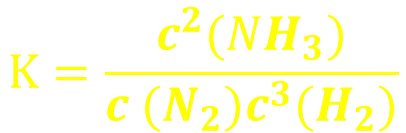 K = c²(NH₃) / c (N₂)c³(H₂)